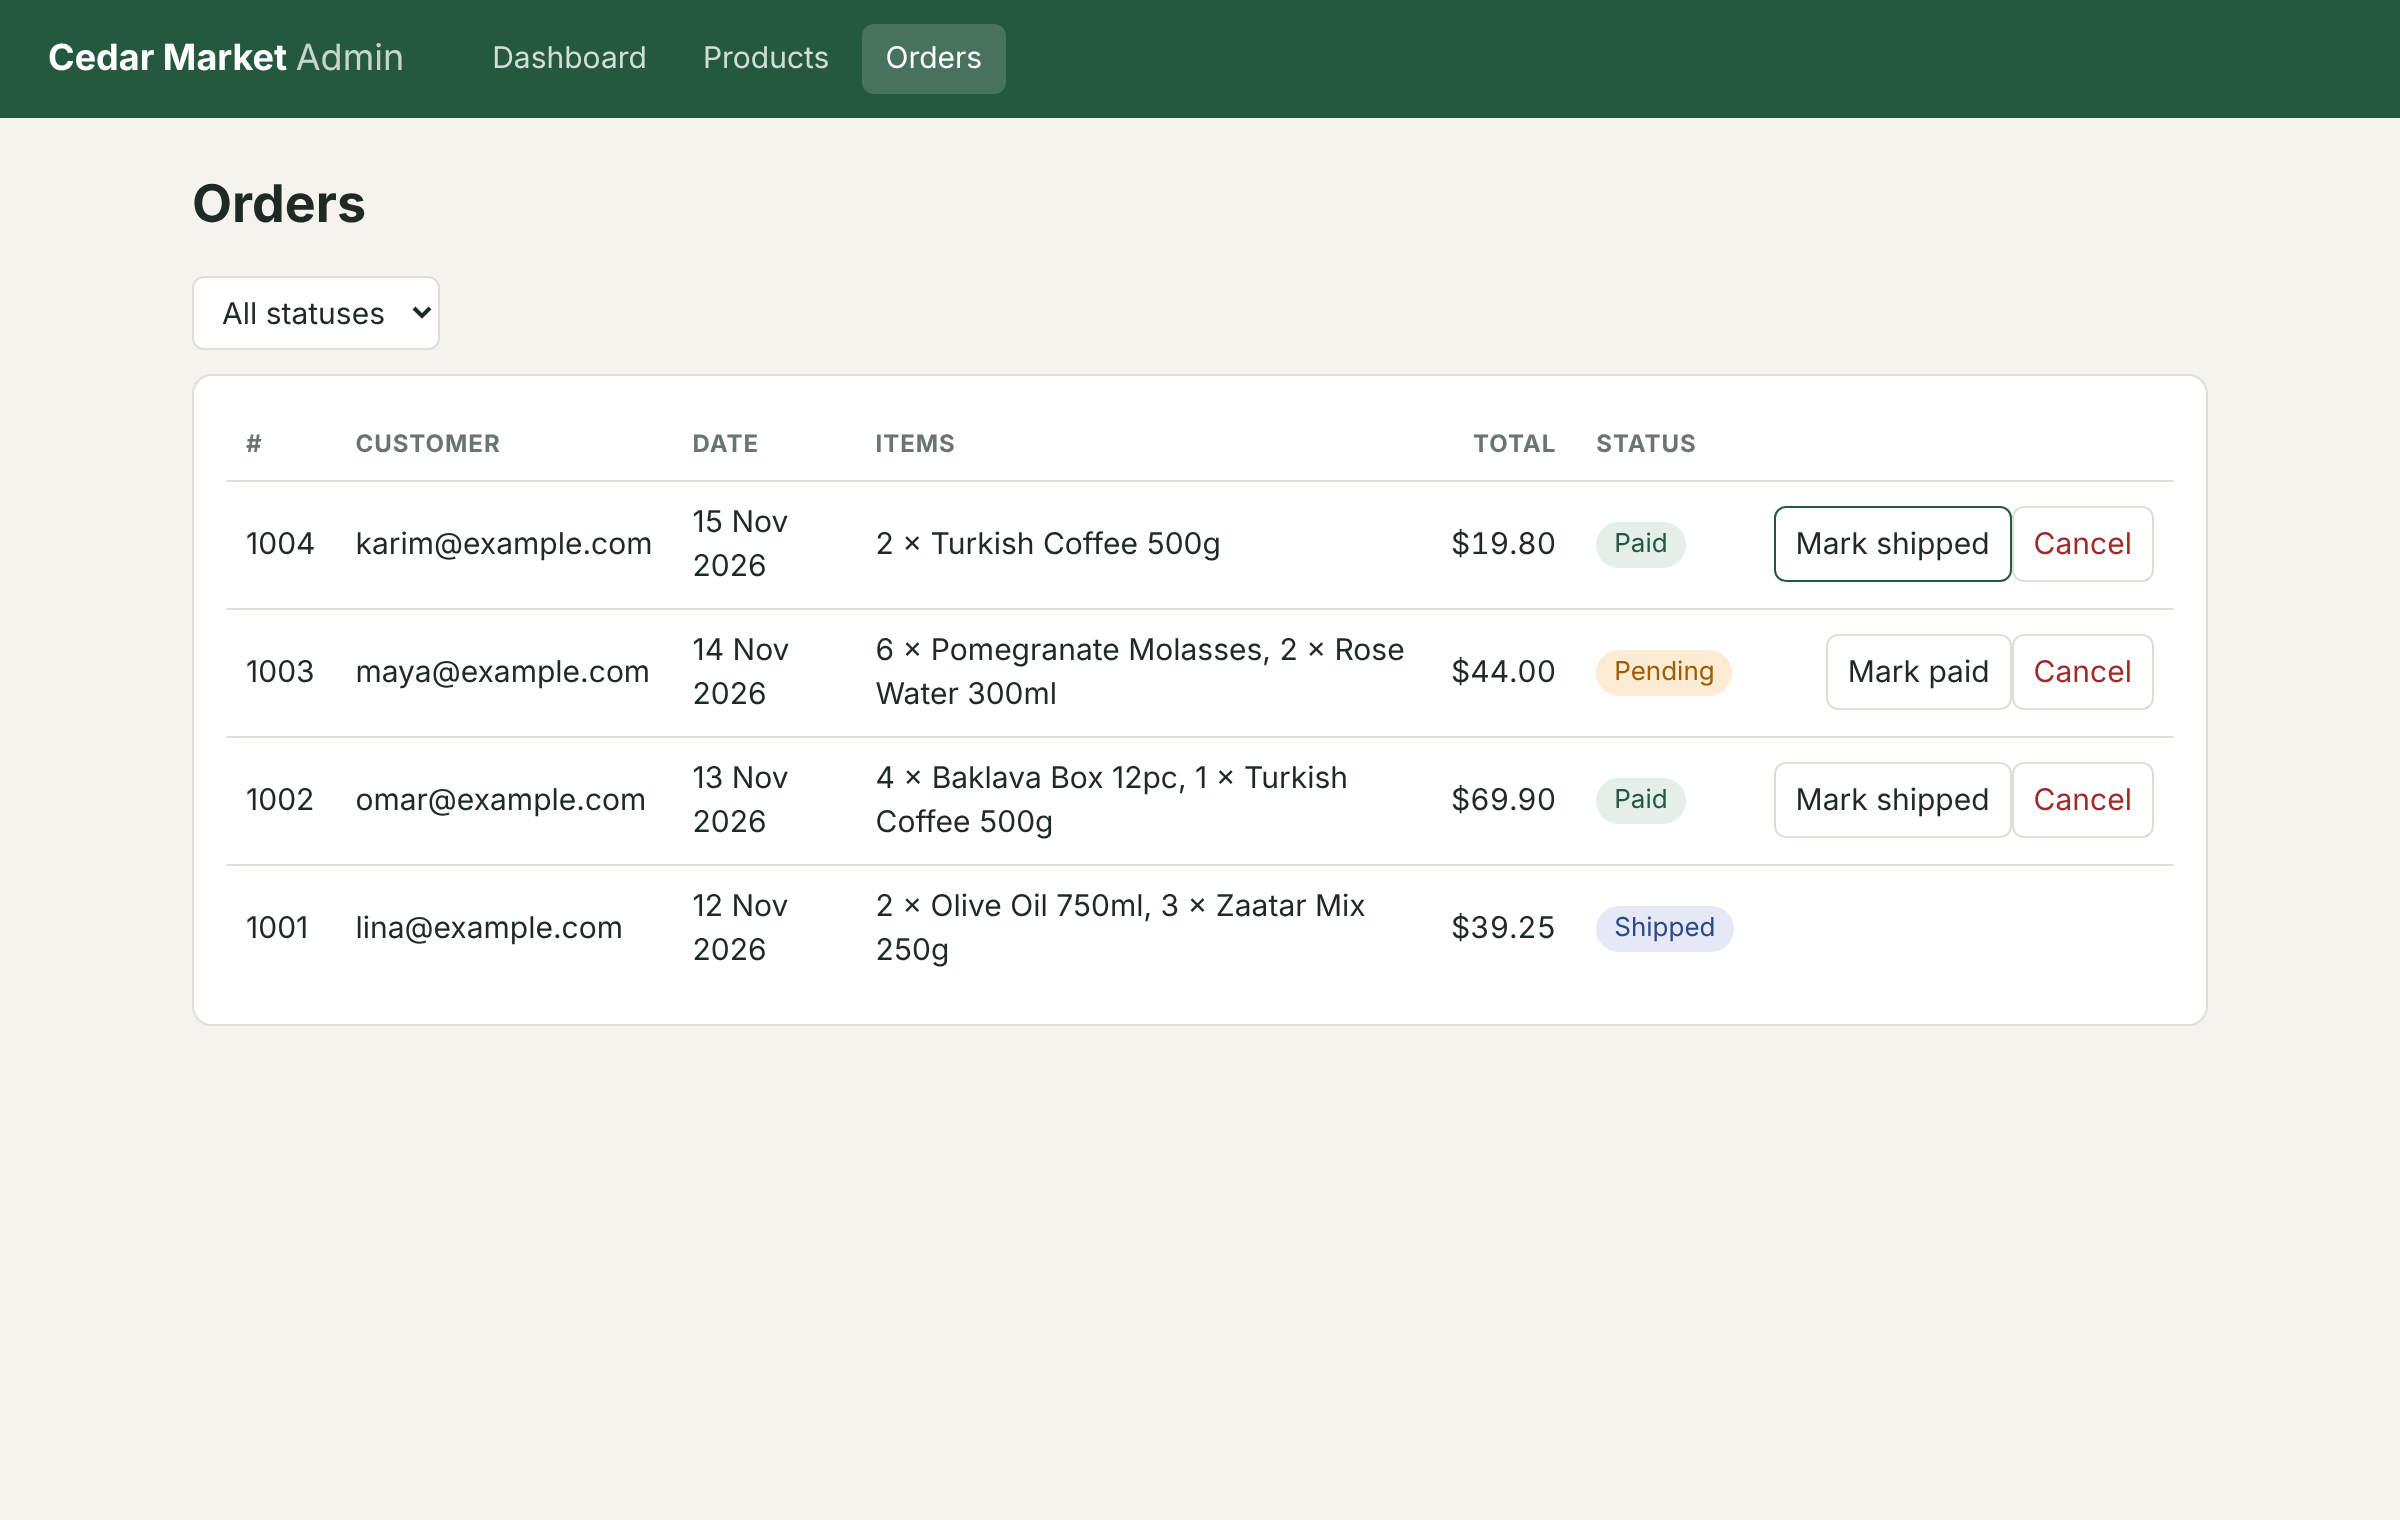 Cedar Market Admin Dashboard Products Orders
Orders
All statuses
# CUSTOMER DATE ITEMS TOTAL STATUS
1004 karim@example.com 15 Nov 2026 2 × Turkish Coffee 500g $19.80 Paid Mark shipped Cancel
1003 maya@example.com 14 Nov 2026 6 × Pomegranate Molasses, 2 × Rose Water 300ml $44.00 Pending Mark paid Cancel
1002 omar@example.com 13 Nov 2026 4 × Baklava Box 12pc, 1 × Turkish Coffee 500g $69.90 Paid Mark shipped Cancel
1001 lina@example.com 12 Nov 2026 2 × Olive Oil 750ml, 3 × Zaatar Mix 250g $39.25 Shipped